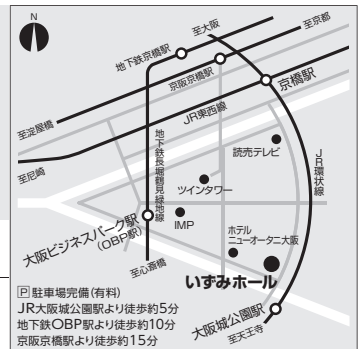 N
至大阪
至京都
地下鉄京橋駅
京阪京橋駅
京橋駅
JR東西線
至淀屋橋
至尼崎
地下鉄長堀鶴見緑地線
読売テレビ
JR環状線
ツインタワー
IMP
大阪ビジネスパーク駅
(OBP駅)
ホテル
ニューオータニ大阪
至心斎橋
いずみホール
大阪城公園駅
至天王寺
P 駐車場完備(有料)
JR大阪城公園駅より徒歩約5分
地下鉄OBP駅より徒歩約10分
京阪京橋駅より徒歩約15分